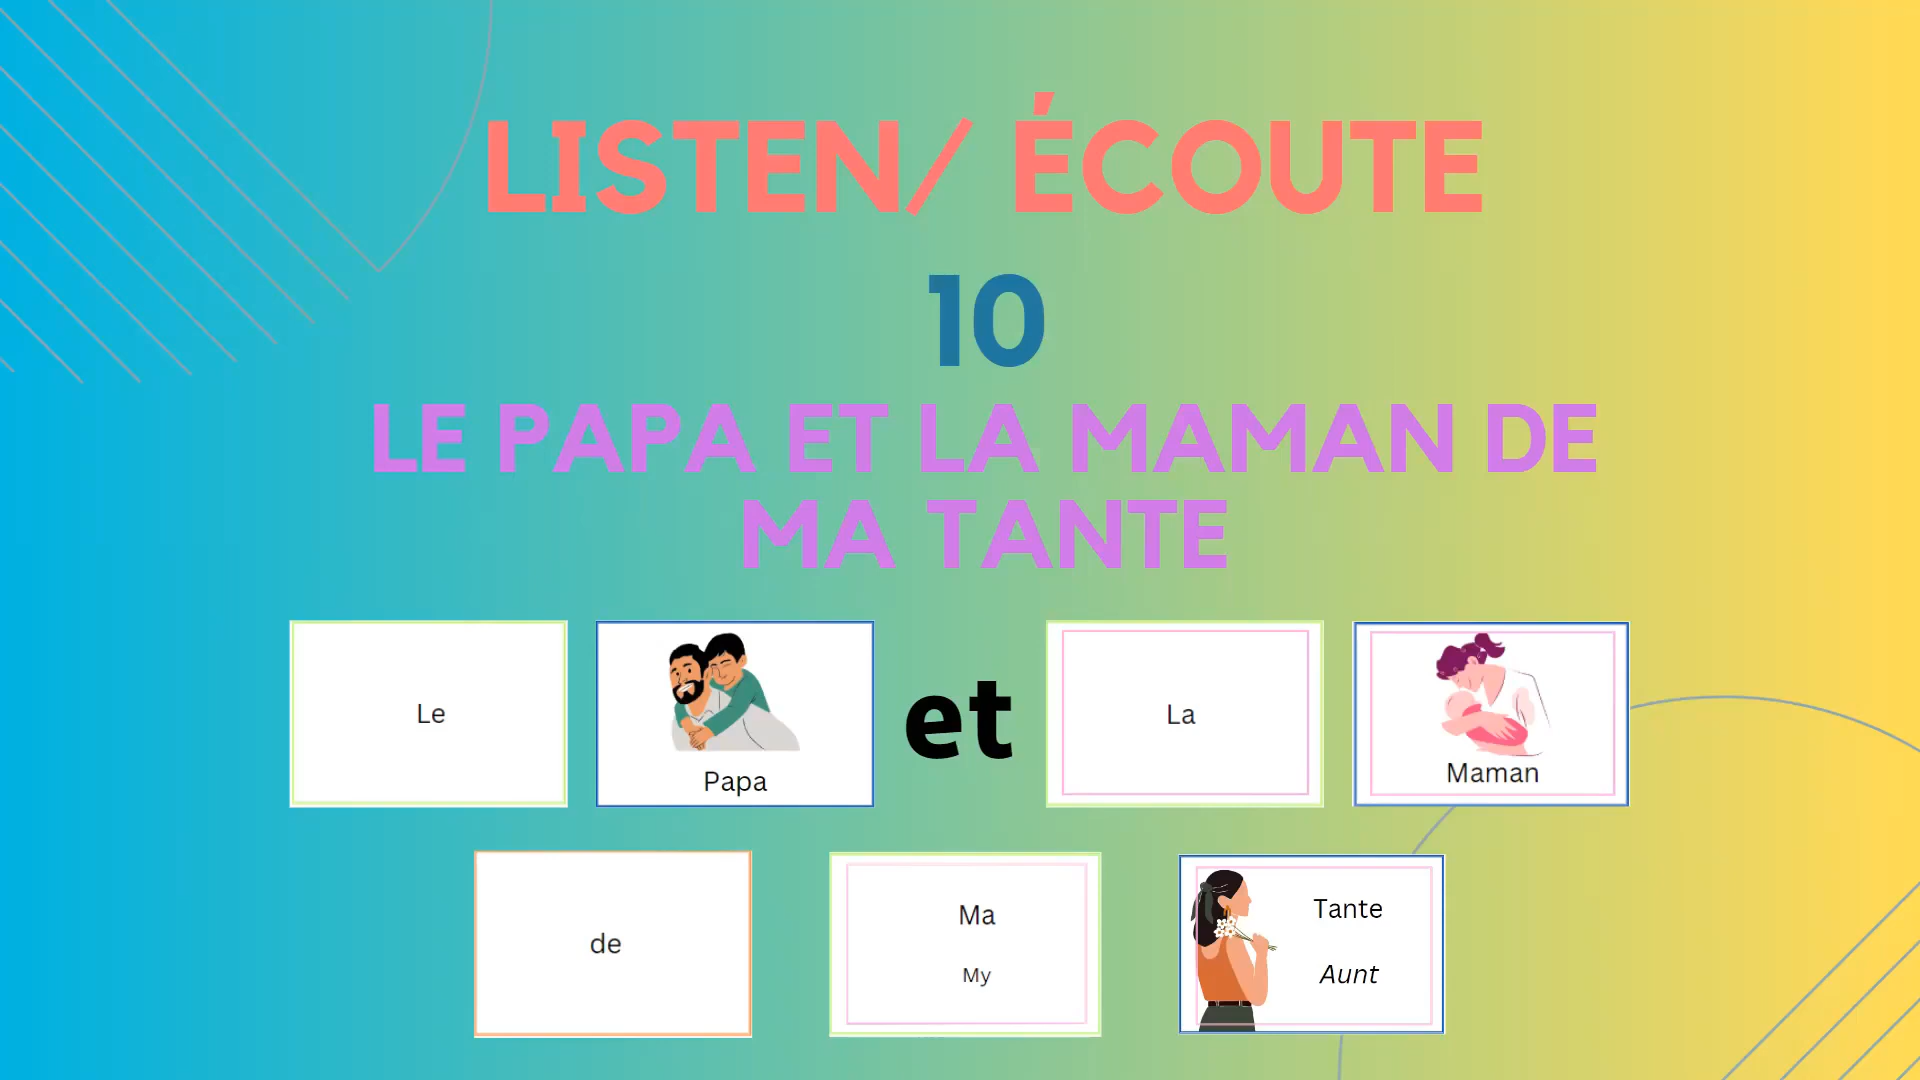 LISTEN/ ÉCOUTE
10
LE PAPA ET LA MAMAN DE
MA TANTE
Le
Papa
et
La
Maman
de
Ma
My
Tante
Aunt